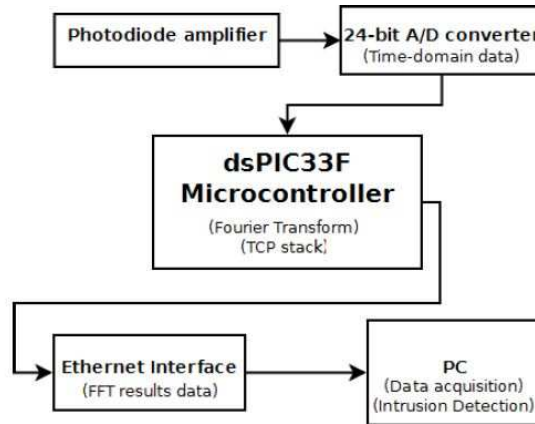 Photodiode amplifier
24-bit A/D converter
(Time-domain data)
dsPIC33F
Microcontroller
(Fourier Transform)
(TCP stack)
Ethernet Interface
(FFT results data)
PC
(Data acquisition)
(Intrusion Detection)